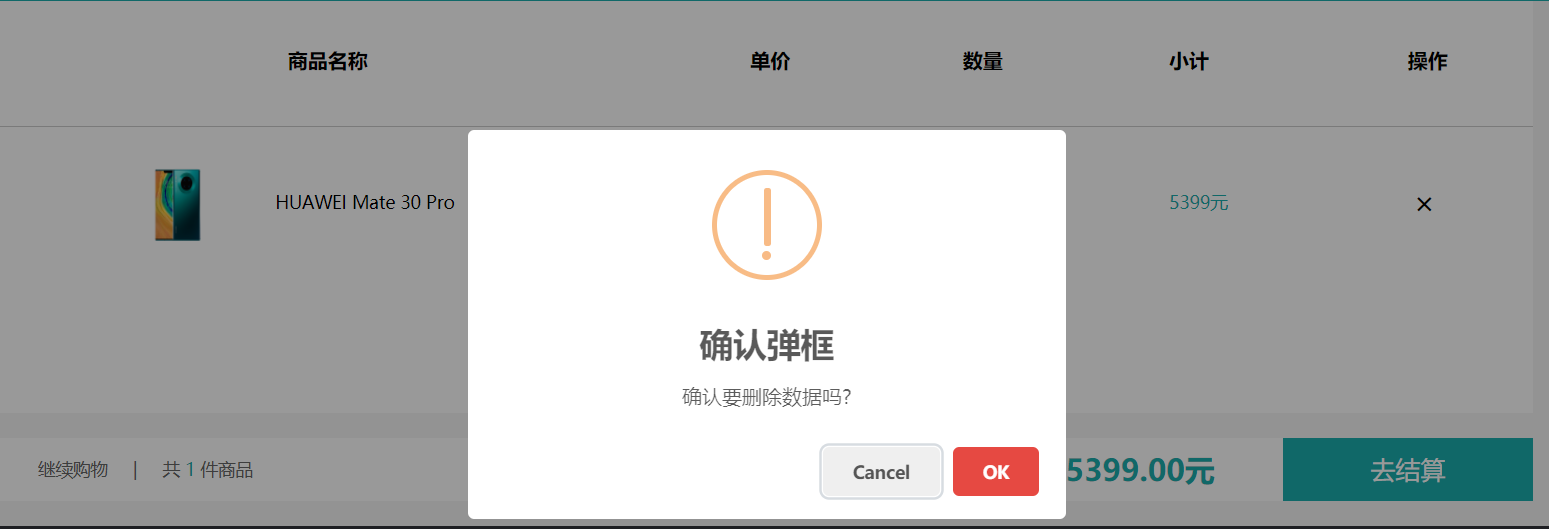 商品名称 单价 数量 小计 操作
HUAWEI Mate 30 Pro 5399元 ×
确认弹框
确认要删除数据吗?
Cancel OK
继续购物 | 共 1 件商品 5399.00元 去结算